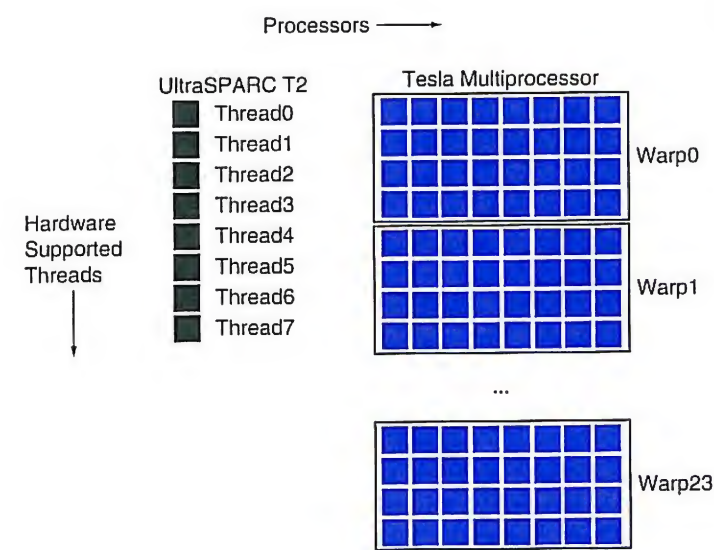 Processors
UltraSPARC T2
Tesla Multiprocessor
Thread0
Thread1
Thread2
Thread3
Thread4
Thread5
Thread6
Thread7
Hardware
Supported
Threads
Warp0
Warp1
...
Warp23